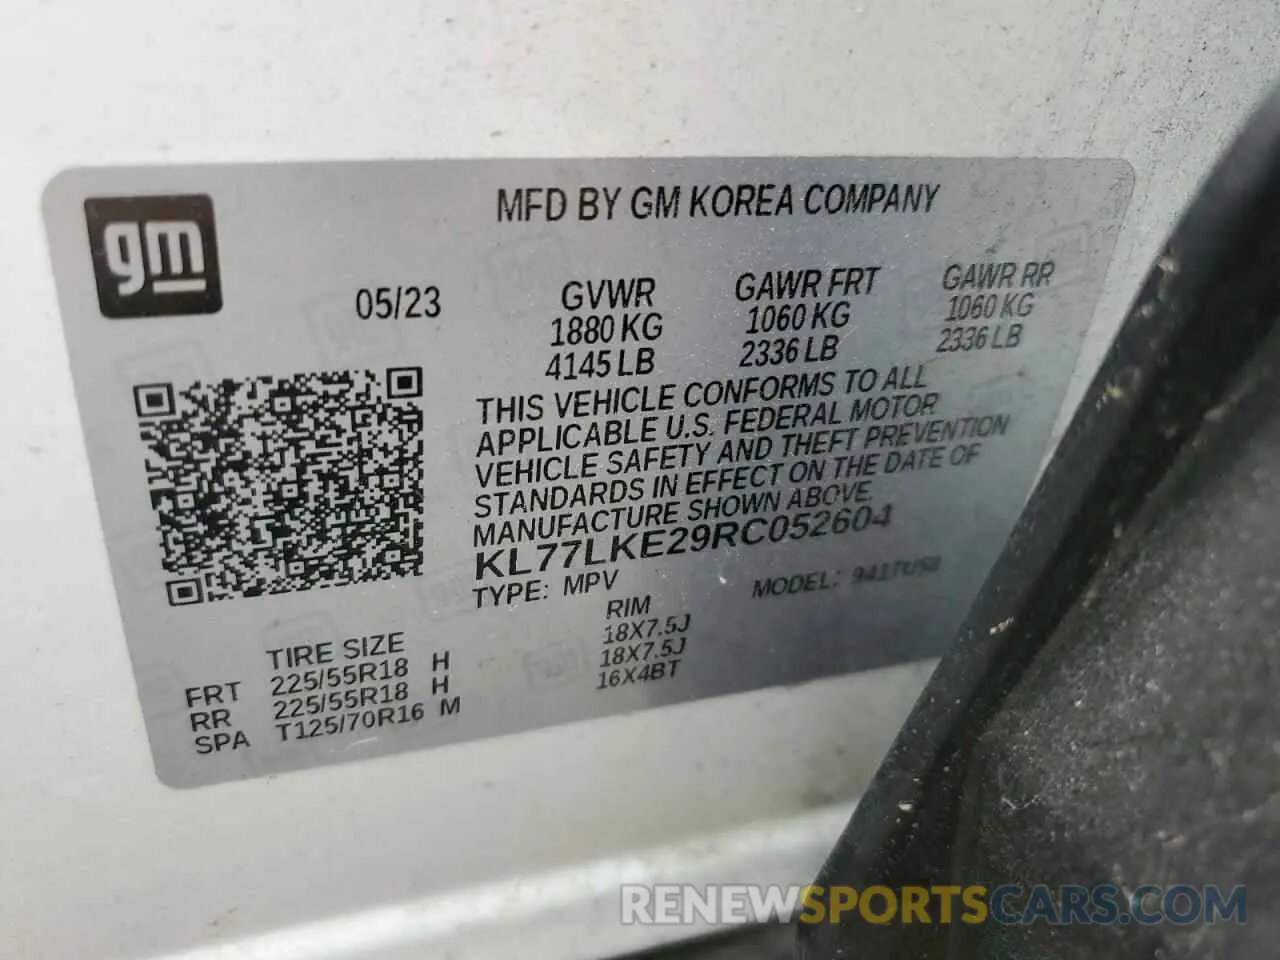 gm
MFD BY GM KOREA COMPANY
05/23
GVWR GAWR FRT GAWR RR
1880 KG 1060 KG 1060 KG
4145 LB 2336 LB 2336 LB
THIS VEHICLE CONFORMS TO ALL
APPLICABLE U.S. FEDERAL MOTOR
VEHICLE SAFETY AND THEFT PREVENTION
STANDARDS IN EFFECT ON THE DATE OF
MANUFACTURE SHOWN ABOVE.
KL77LKE29RC052604
TYPE: MPV MODEL:
TIRE SIZE RIM
FRT 225/55R18 H 18X7.5J
RR 225/55R18 H 18X7.5J
SPA T125/70R16 M 16X4BT
RENEWSPORTSCARS.COM